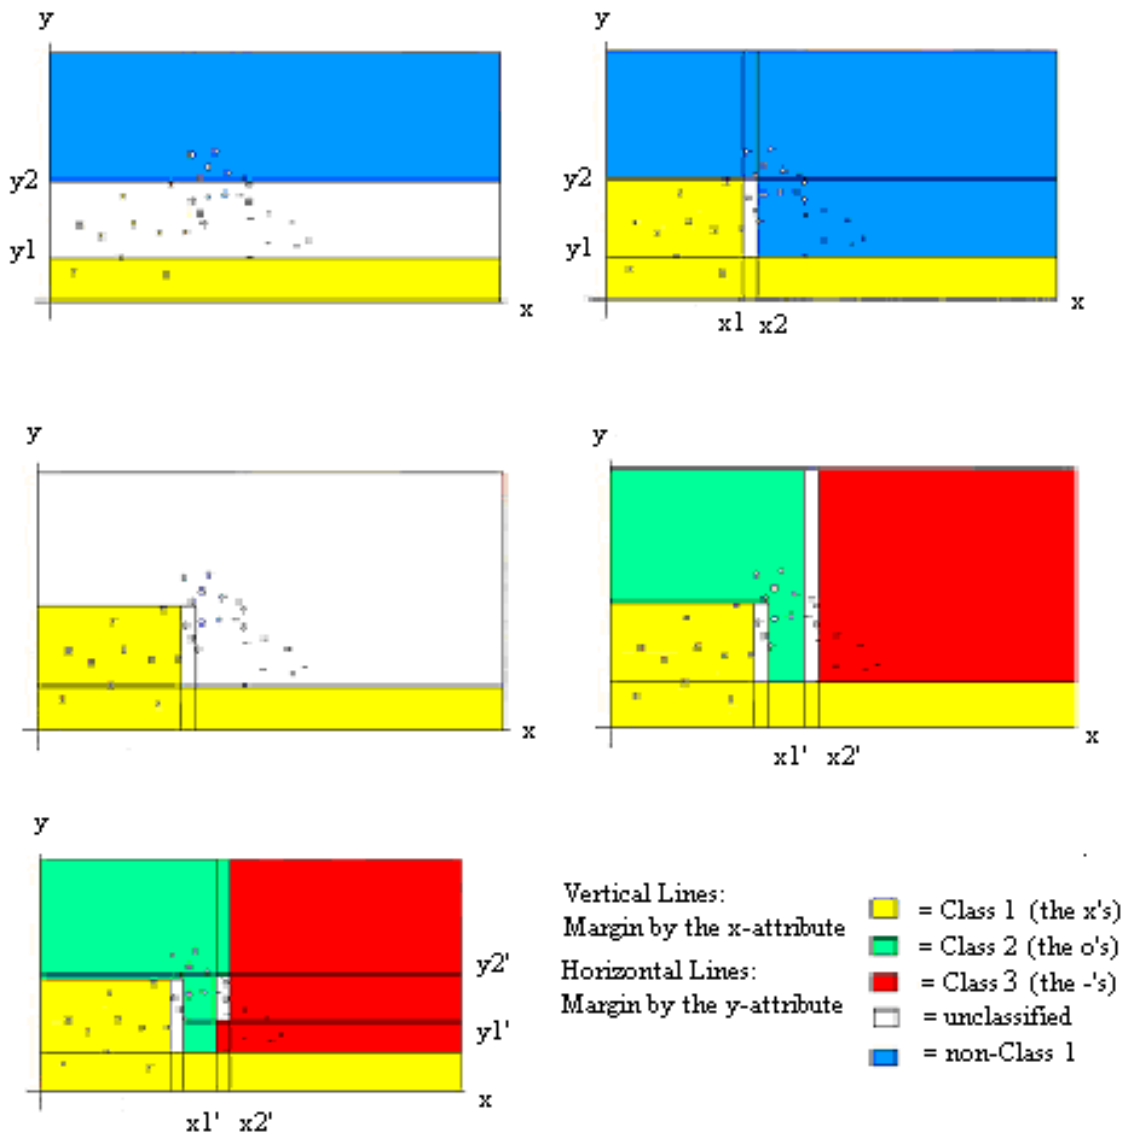 y
y
y2
y1
x
y2
y1
x
x1 x2
y
y
x
x
x1' x2'
y
y2'
y1'
x
x1' x2'
Vertical Lines:
Margin by the x-attribute
Horizontal Lines:
Margin by the y-attribute
= Class 1 (the x's)
= Class 2 (the o's)
= Class 3 (the -'s)
= unclassified
= non-Class 1